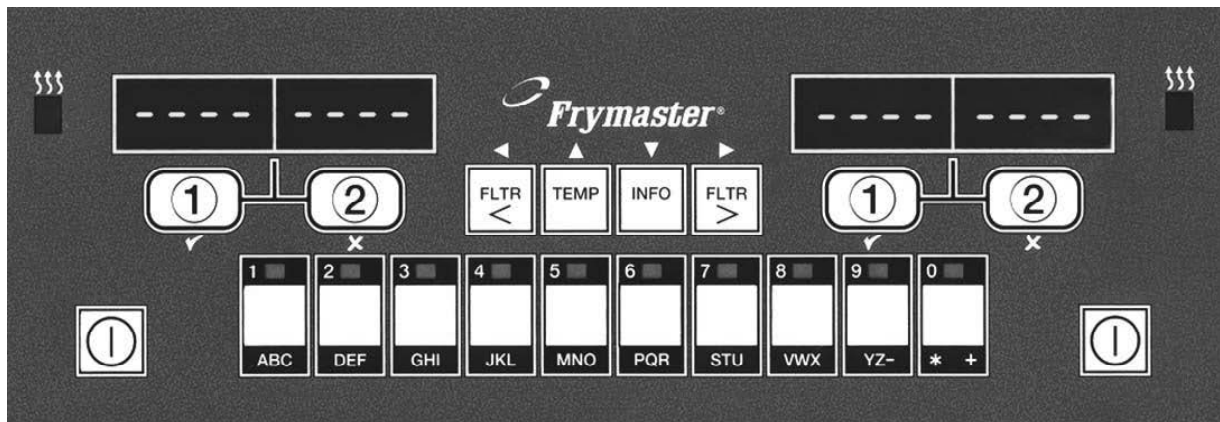 ---- ---- ---- ----
Frymaster®
① ② FLTR < TEMP INFO FLTR > ① ②
✓ ✗ ✓ ✗
1 2 3 4 5 6 7 8 9 0
ABC DEF GHI JKL MNO PQR STU VWX YZ- * +